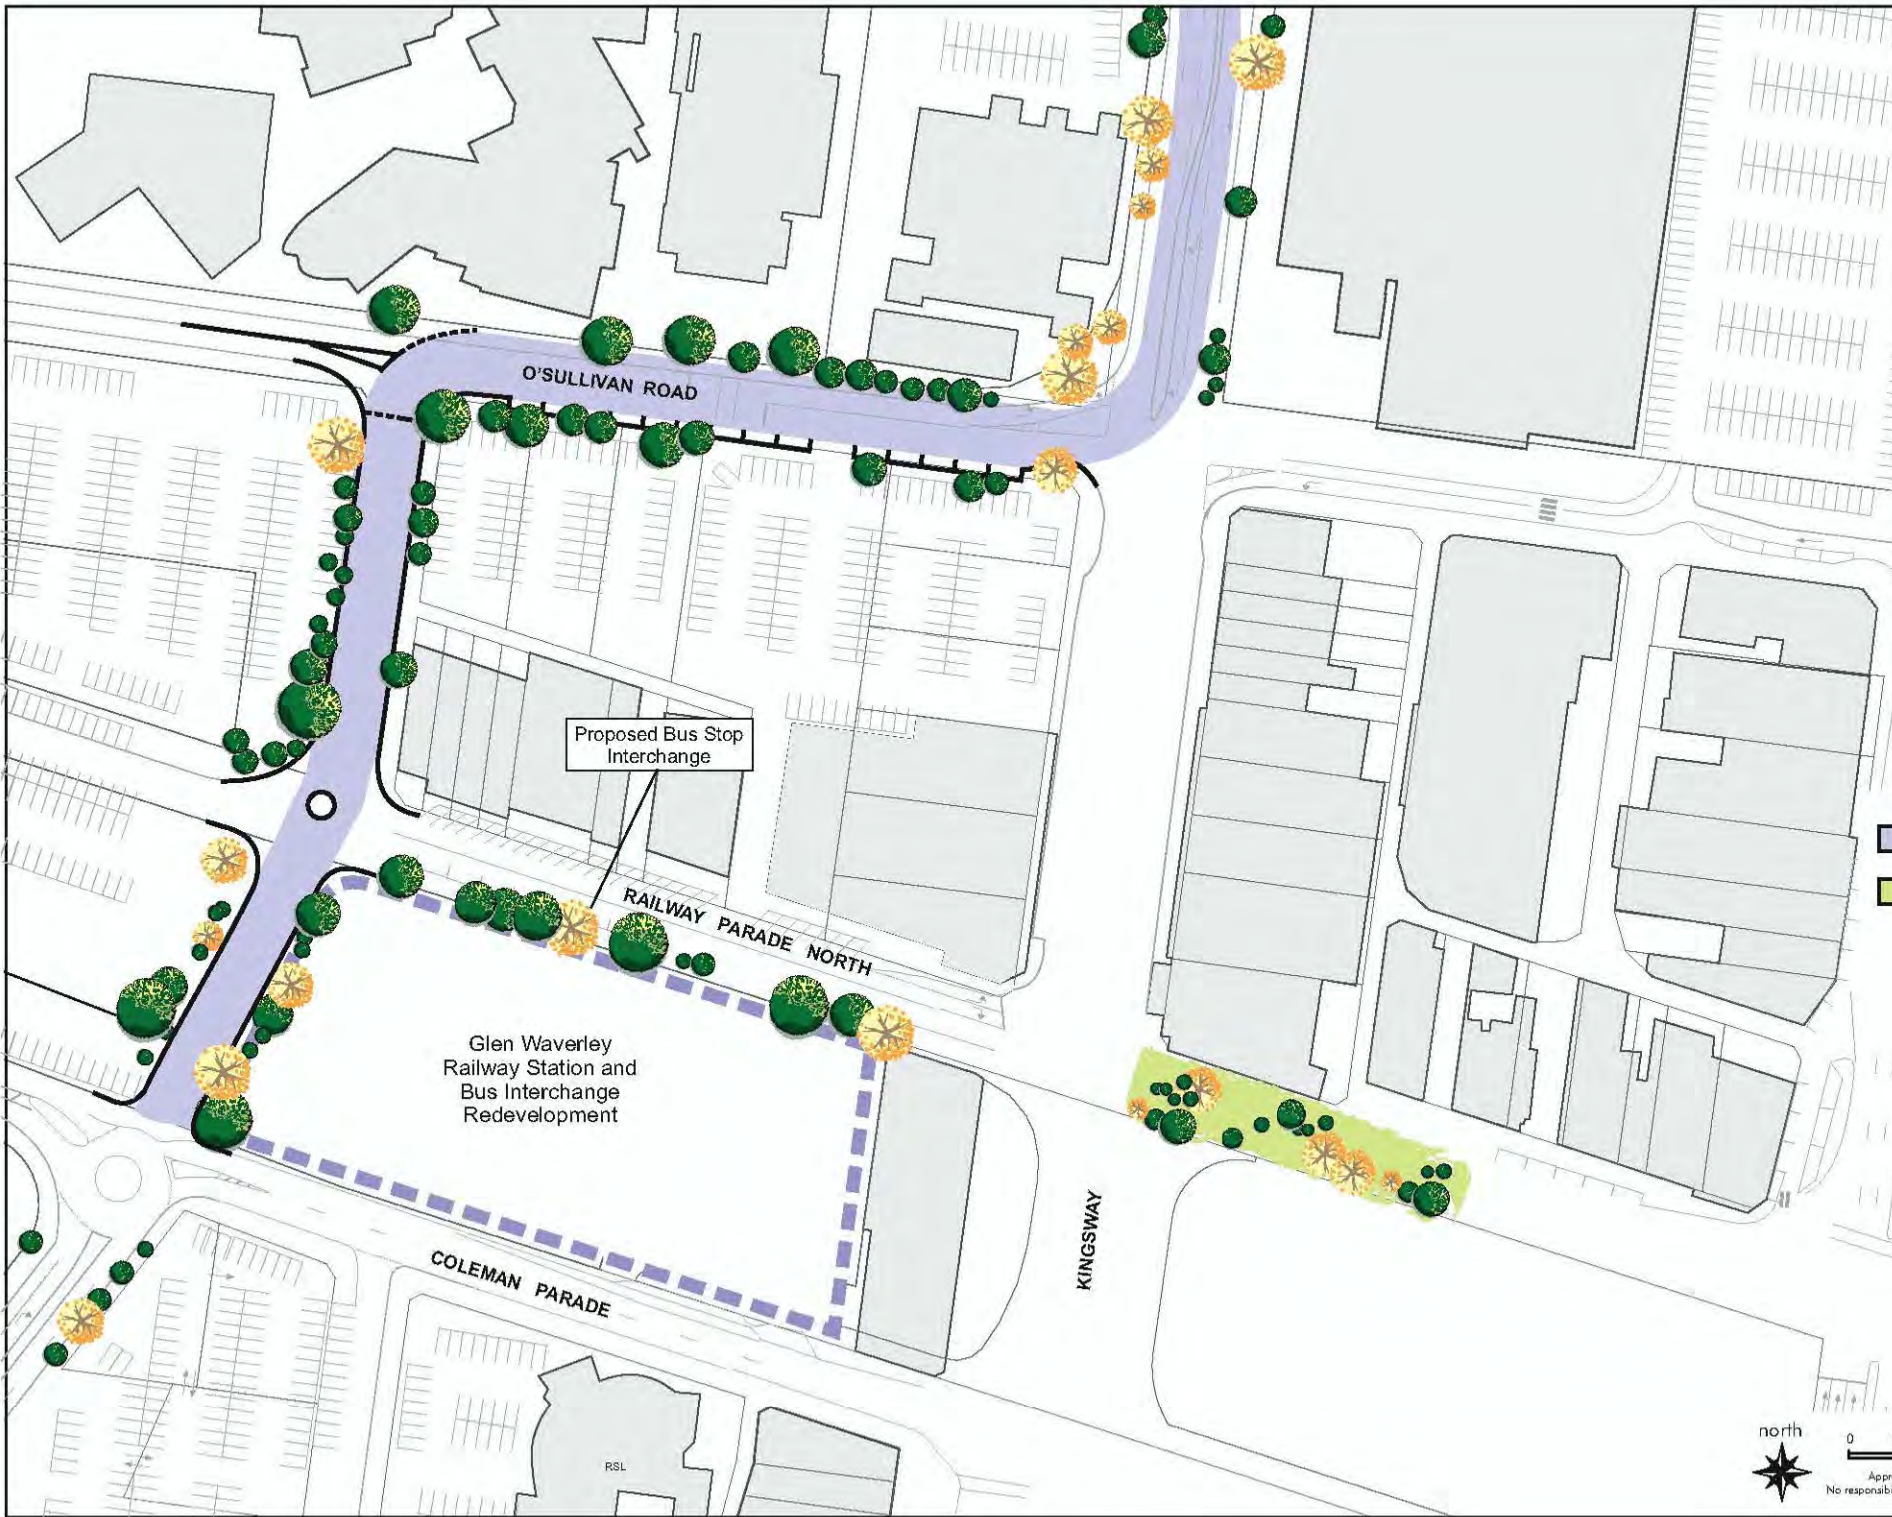 O'SULLIVAN ROAD
Proposed Bus Stop
Interchange
RAILWAY PARADE NORTH
Glen Waverley
Railway Station and
Bus Interchange
Redevelopment
KINGSWAY
COLEMAN PARADE
RSL
north
0